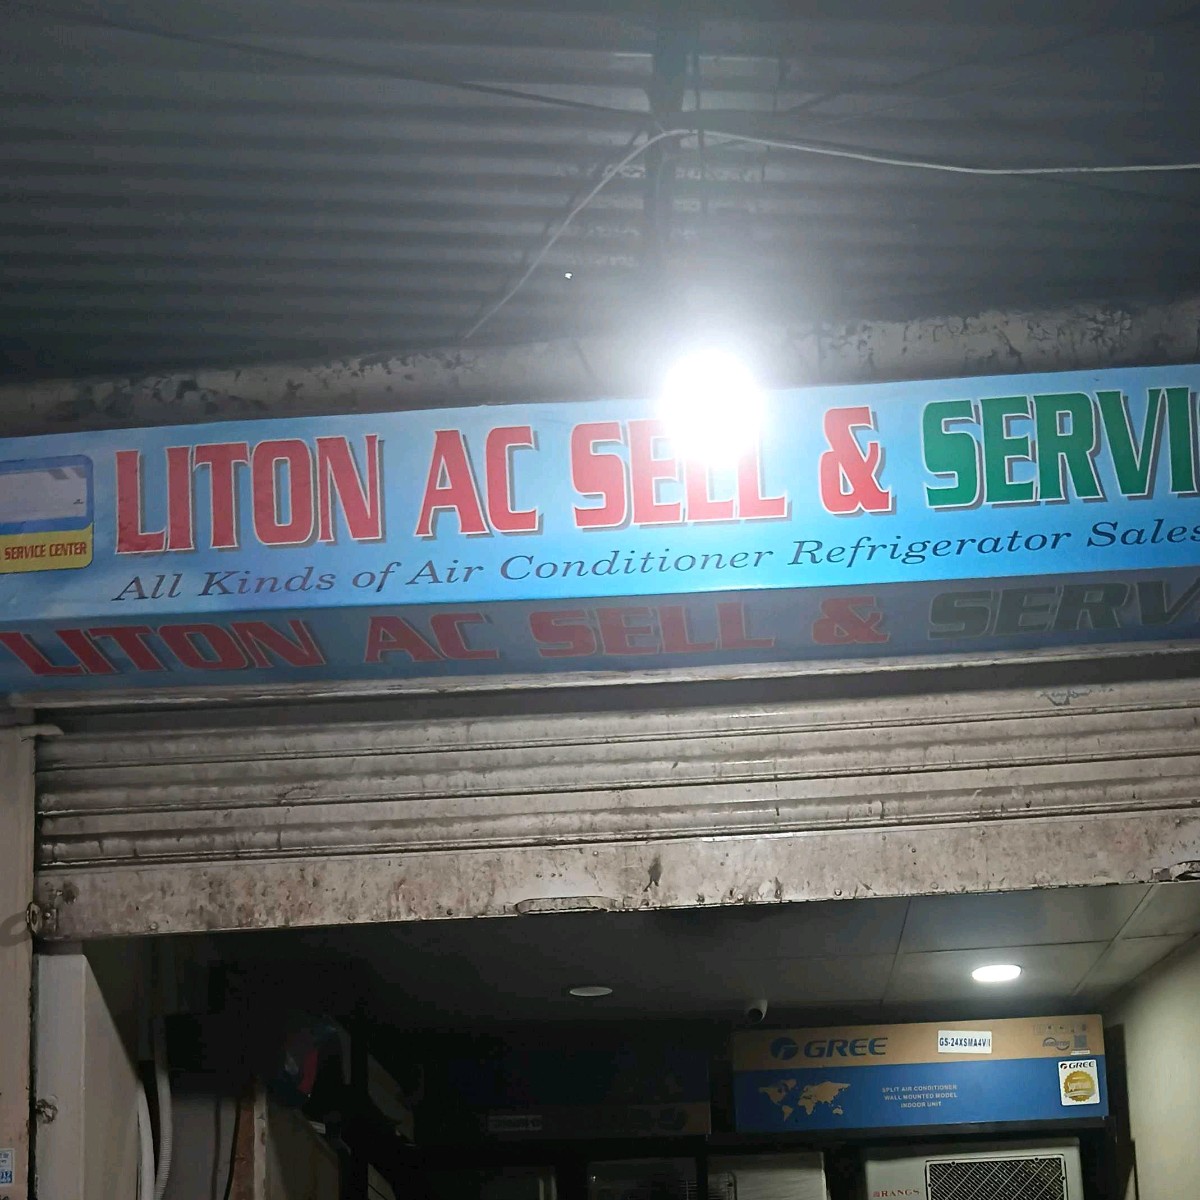 LITON AC SELL & SERVI
SERVICE CENTER
All Kinds of Air Conditioner Refrigerator Sales
LITON AC SELL & SERV
GREE
GS-24XSMA4V
GREE
SPLIT AIR CONDITIONER
WALL MOUNTED MODEL
INDOOR UNIT
RANGS